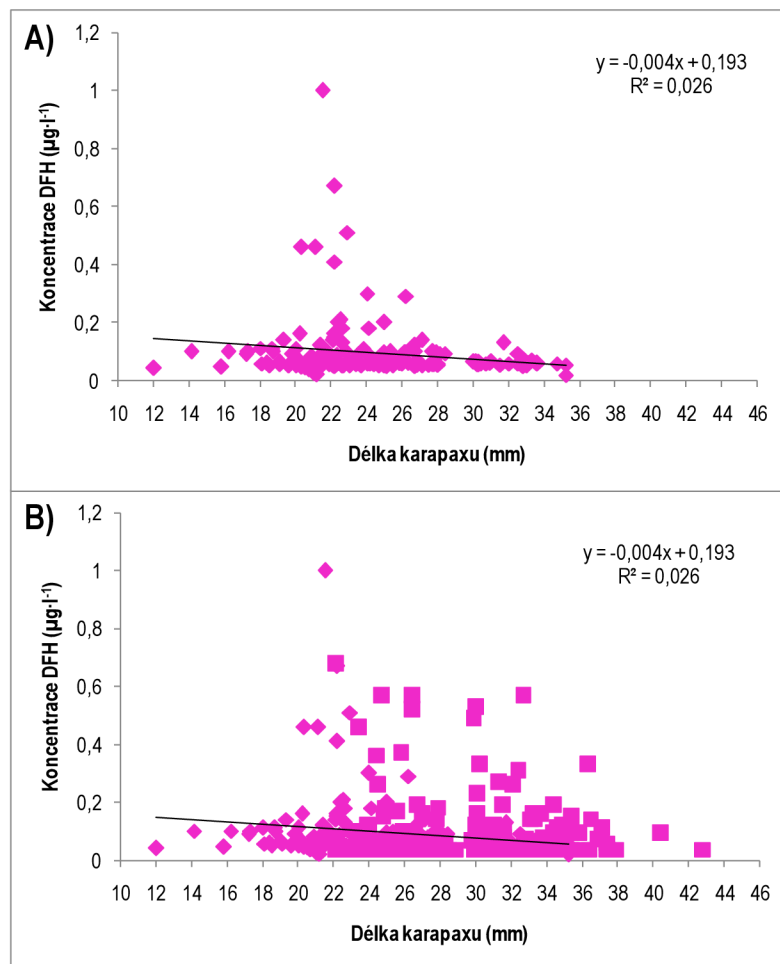 A)
y = -0,004x + 0,193
R² = 0,026
Koncentrace DFH (µg·l⁻¹)
1,2
1
0,8
0,6
0,4
0,2
0
10 12 14 16 18 20 22 24 26 28 30 32 34 36 38 40 42 44 46
Délka karapaxu (mm)
B)
y = -0,004x + 0,193
R² = 0,026
Koncentrace DFH (µg·l⁻¹)
1,2
1
0,8
0,6
0,4
0,2
0
10 12 14 16 18 20 22 24 26 28 30 32 34 36 38 40 42 44 46
Délka karapaxu (mm)